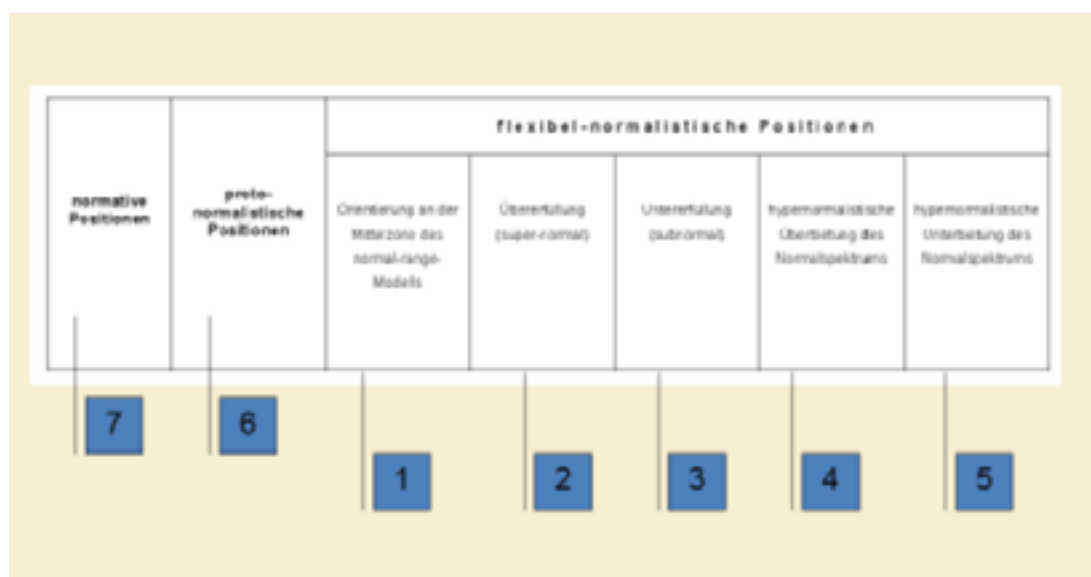 flexibel-normalistische Positionen
normative
Positionen
proto-
normalistische
Positionen
Orientierung an der
Mittelzone des
normal-range-
Modells
Übererfüllung
(super-normal)
Untererfüllung
(subnormal)
hypernormalistische
Überbietung des
Normalspektrums
hypernormalistische
Unterbietung des
Normalspektrums
7
6
1
2
3
4
5